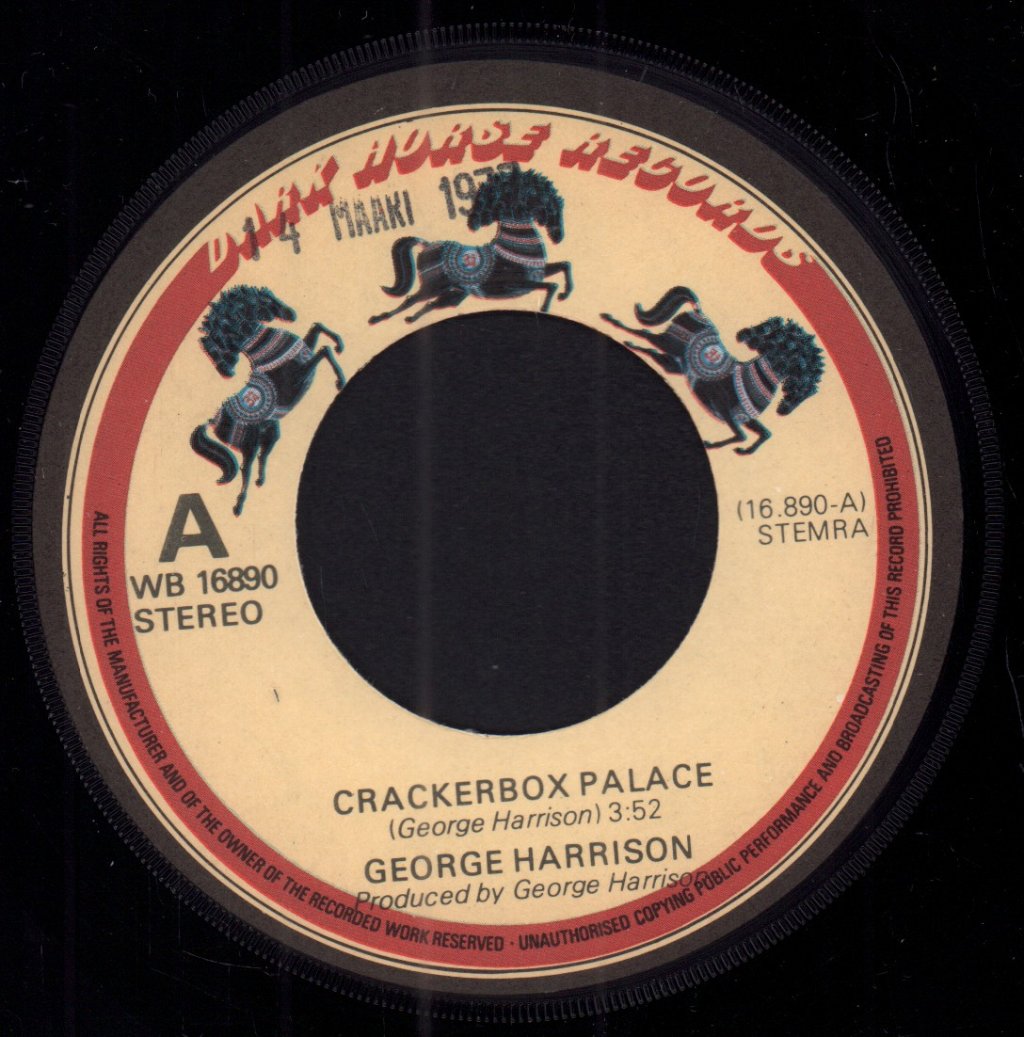 DARK HORSE RECORDS
14 MAART 1977
A
WB 16890
STEREO
(16.890-A)
STEMRA
CRACKERBOX PALACE
(George Harrison) 3:52
GEORGE HARRISON
Produced by George Harrison
ALL RIGHTS OF THE MANUFACTURER AND OF THE OWNER OF THE RECORDED WORK RESERVED · UNAUTHORISED COPYING PUBLIC PERFORMANCE AND BROADCASTING OF THIS RECORD PROHIBITED